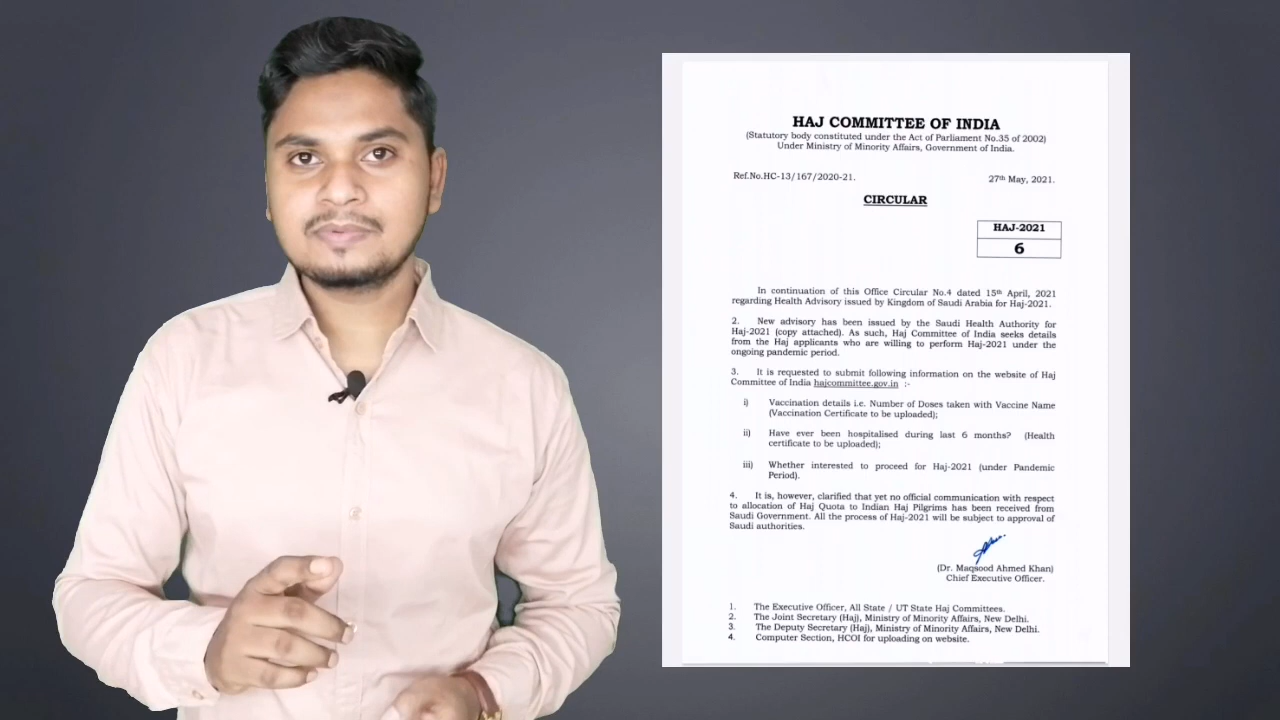 HAJ COMMITTEE OF INDIA
(Statutory body constituted under the Act of Parliament No.35 of 2002)
Under Ministry of Minority Affairs, Government of India.
Ref.No.HC-13/167/2020-21.
27th May, 2021.
CIRCULAR
HAJ-2021
6
In continuation of this Office Circular No.4 dated 15th April, 2021
regarding Health Advisory issued by Kingdom of Saudi Arabia for Haj-2021.
2. New advisory has been issued by the Saudi Health Authority for
Haj-2021 (copy attached). As such, Haj Committee of India seeks details
from the Haj applicants who are willing to perform Haj-2021 under the
ongoing pandemic period.
3. It is requested to submit following information on the website of Haj
Committee of India hajcommittee.gov.in :-
i) Vaccination details i.e. Number of Doses taken with Vaccine Name
(Vaccination Certificate to be uploaded);
ii) Have ever been hospitalised during last 6 months? (Health
certificate to be uploaded);
iii) Whether interested to proceed for Haj-2021 (under Pandemic
Period).
4. It is, however, clarified that yet no official communication with respect
to allocation of Haj Quota to Indian Haj Pilgrims has been received from
Saudi Government. All the process of Haj-2021 will be subject to approval of
Saudi authorities.
(Dr. Maqsood Ahmed Khan)
Chief Executive Officer.
1. The Executive Officer, All State / UT State Haj Committees.
2. The Joint Secretary (Haj), Ministry of Minority Affairs, New Delhi.
3. The Deputy Secretary (Haj), Ministry of Minority Affairs, New Delhi.
4. Computer Section, HCOI for uploading on website.